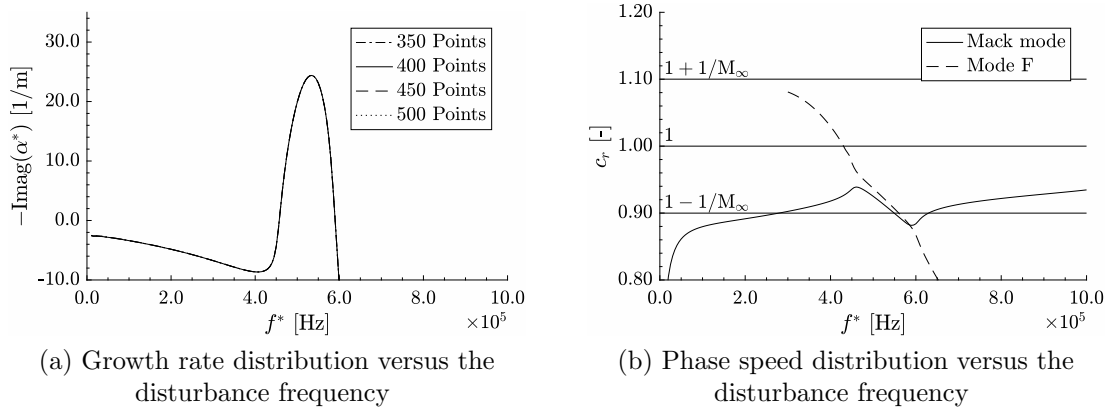 30.0
20.0
10.0
0.0
-10.0
−Imag(α*) [1/m]
350 Points
400 Points
450 Points
500 Points
0.0 2.0 4.0 6.0 8.0 10.0
f* [Hz]
×10⁵
(a) Growth rate distribution versus the
disturbance frequency
1.20
1.10
1.00
0.90
0.80
c_r [-]
Mack mode
Mode F
1 + 1/M∞
1
1 − 1/M∞
0.0 2.0 4.0 6.0 8.0 10.0
f* [Hz]
×10⁵
(b) Phase speed distribution versus the
disturbance frequency